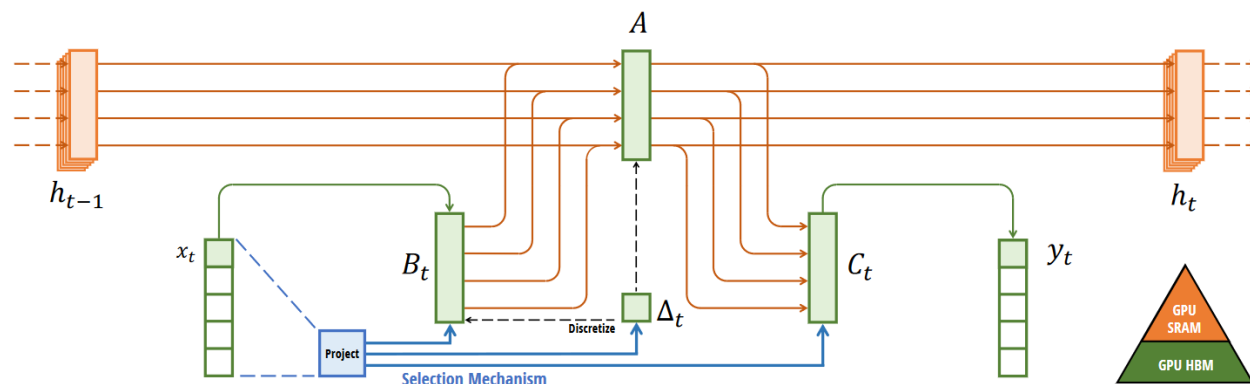 A
h_{t-1}
h_t
x_t
B_t
C_t
y_t
Δ_t
Discretize
Project
Selection Mechanism
GPU
SRAM
GPU HBM